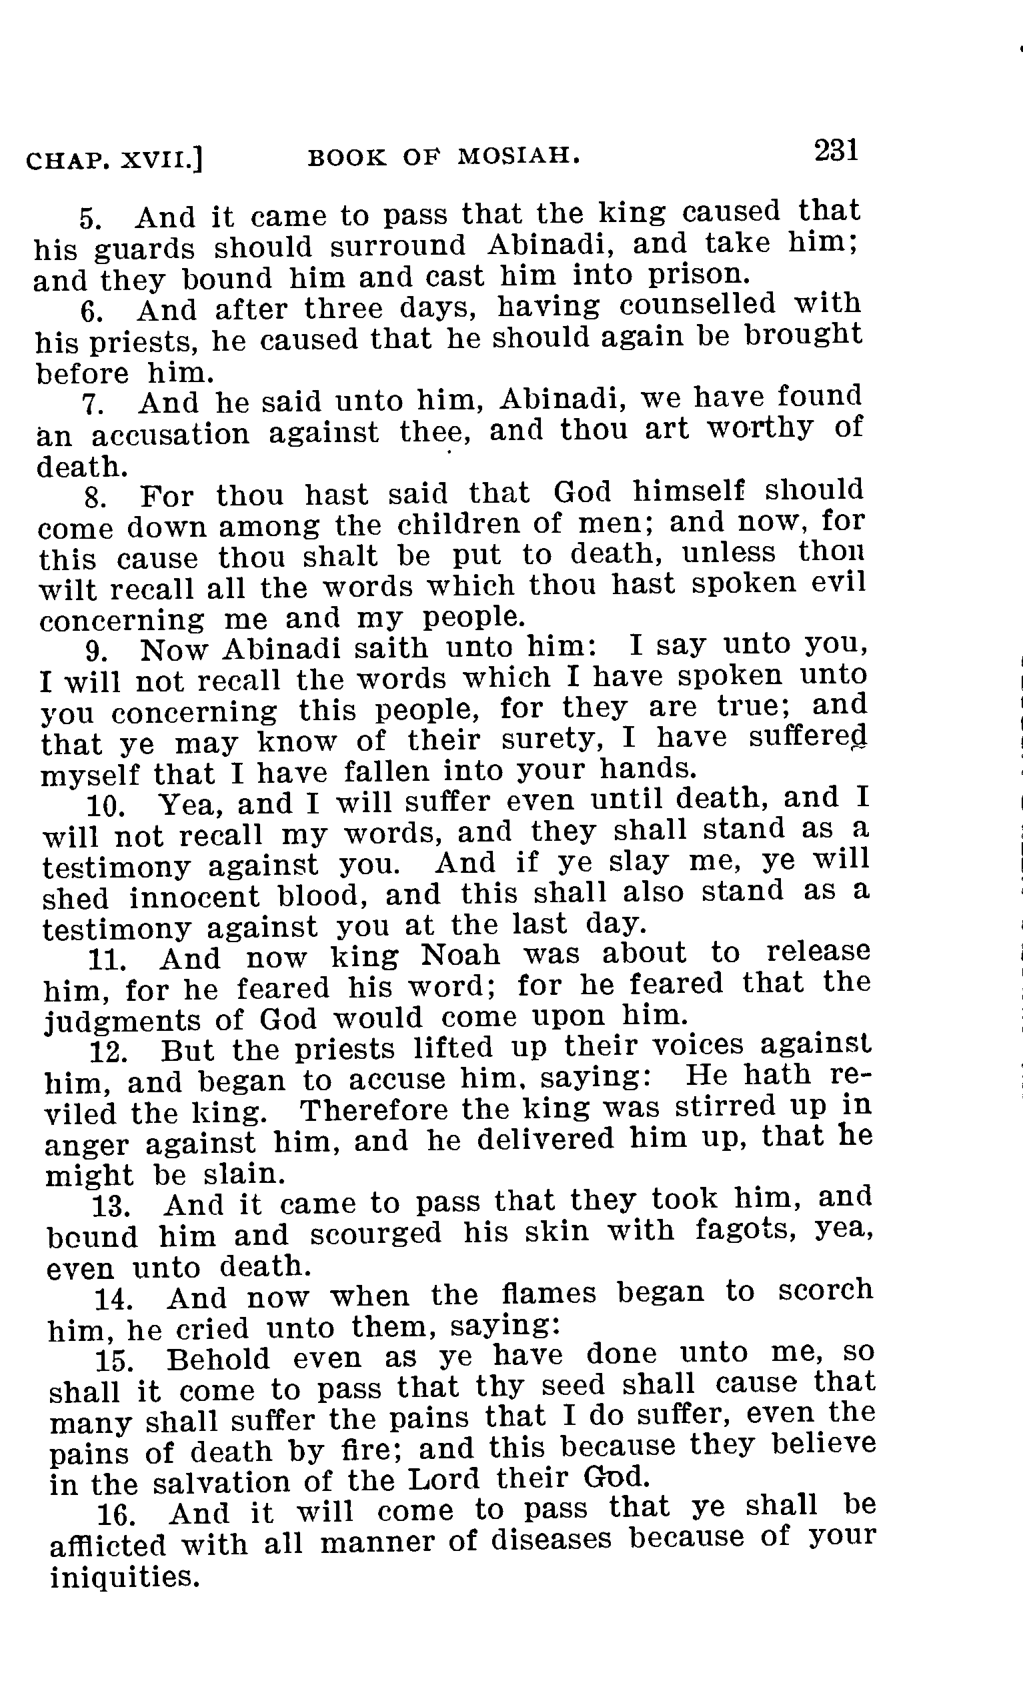 CHAP. XVII.] BOOK OF MOSIAH. 231
5. And it came to pass that the king caused that
his guards should surround Abinadi, and take him;
and they bound him and cast him into prison.
6. And after three days, having counselled with
his priests, he caused that he should again be brought
before him.
7. And he said unto him, Abinadi, we have found
an accusation against thee, and thou art worthy of
death.
8. For thou hast said that God himself should
come down among the children of men; and now, for
this cause thou shalt be put to death, unless thou
wilt recall all the words which thou hast spoken evil
concerning me and my people.
9. Now Abinadi saith unto him: I say unto you,
I will not recall the words which I have spoken unto
you concerning this people, for they are true; and
that ye may know of their surety, I have suffered
myself that I have fallen into your hands.
10. Yea, and I will suffer even until death, and I
will not recall my words, and they shall stand as a
testimony against you. And if ye slay me, ye will
shed innocent blood, and this shall also stand as a
testimony against you at the last day.
11. And now king Noah was about to release
him, for he feared his word; for he feared that the
judgments of God would come upon him.
12. But the priests lifted up their voices against
him, and began to accuse him, saying: He hath re-
viled the king. Therefore the king was stirred up in
anger against him, and he delivered him up, that he
might be slain.
13. And it came to pass that they took him, and
bound him and scourged his skin with fagots, yea,
even unto death.
14. And now when the flames began to scorch
him, he cried unto them, saying:
15. Behold even as ye have done unto me, so
shall it come to pass that thy seed shall cause that
many shall suffer the pains that I do suffer, even the
pains of death by fire; and this because they believe
in the salvation of the Lord their God.
16. And it will come to pass that ye shall be
afflicted with all manner of diseases because of your
iniquities.